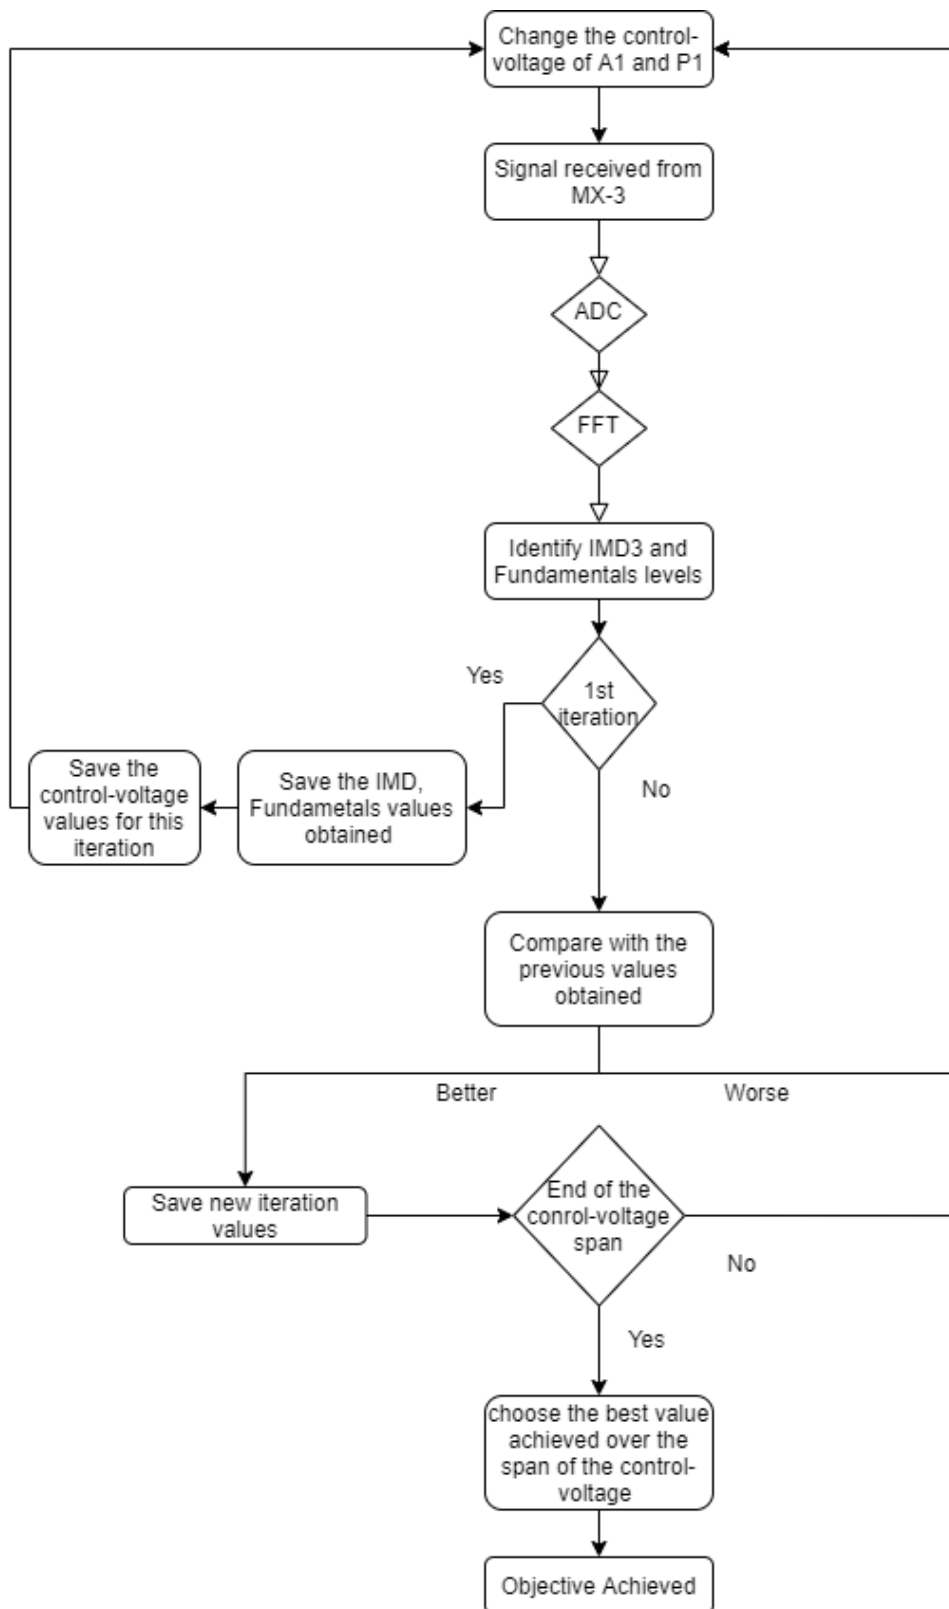 Change the control-
voltage of A1 and P1
Signal received from
MX-3
ADC
FFT
Identify IMD3 and
Fundamentals levels
Yes
1st
iteration
No
Save the
control-voltage
values for this
iteration
Save the IMD,
Fundametals values
obtained
Compare with the
previous values
obtained
Better
Worse
Save new iteration
values
End of the
conrol-voltage
span
No
Yes
choose the best value
achieved over the
span of the control-
voltage
Objective Achieved